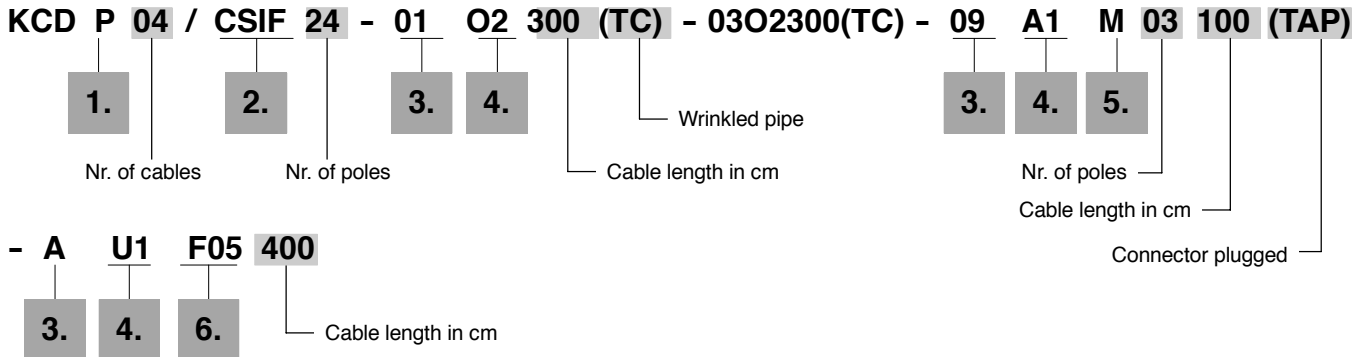 KCD P 04 / CSIF 24 - 01 O2 300 (TC) - 03O2300(TC) - 09 A1 M 03 100 (TAP)
1. 2. 3. 4. 3. 4. 5.
Wrinkled pipe
Nr. of cables Nr. of poles Cable length in cm Nr. of poles
Cable length in cm
Connector plugged
- A U1 F05 400
3. 4. 6. Cable length in cm